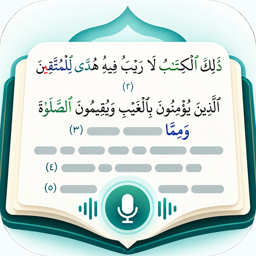 ذَٰلِكَ ٱلْكِتَٰبُ لَا رَيْبَ فِيهِ هُدًى لِّلْمُتَّقِينَ
(٢)
ٱلَّذِينَ يُؤْمِنُونَ بِٱلْغَيْبِ وَيُقِيمُونَ ٱلصَّلَوٰةَ
وَمِمَّا (٣)
(٤)
(٥)